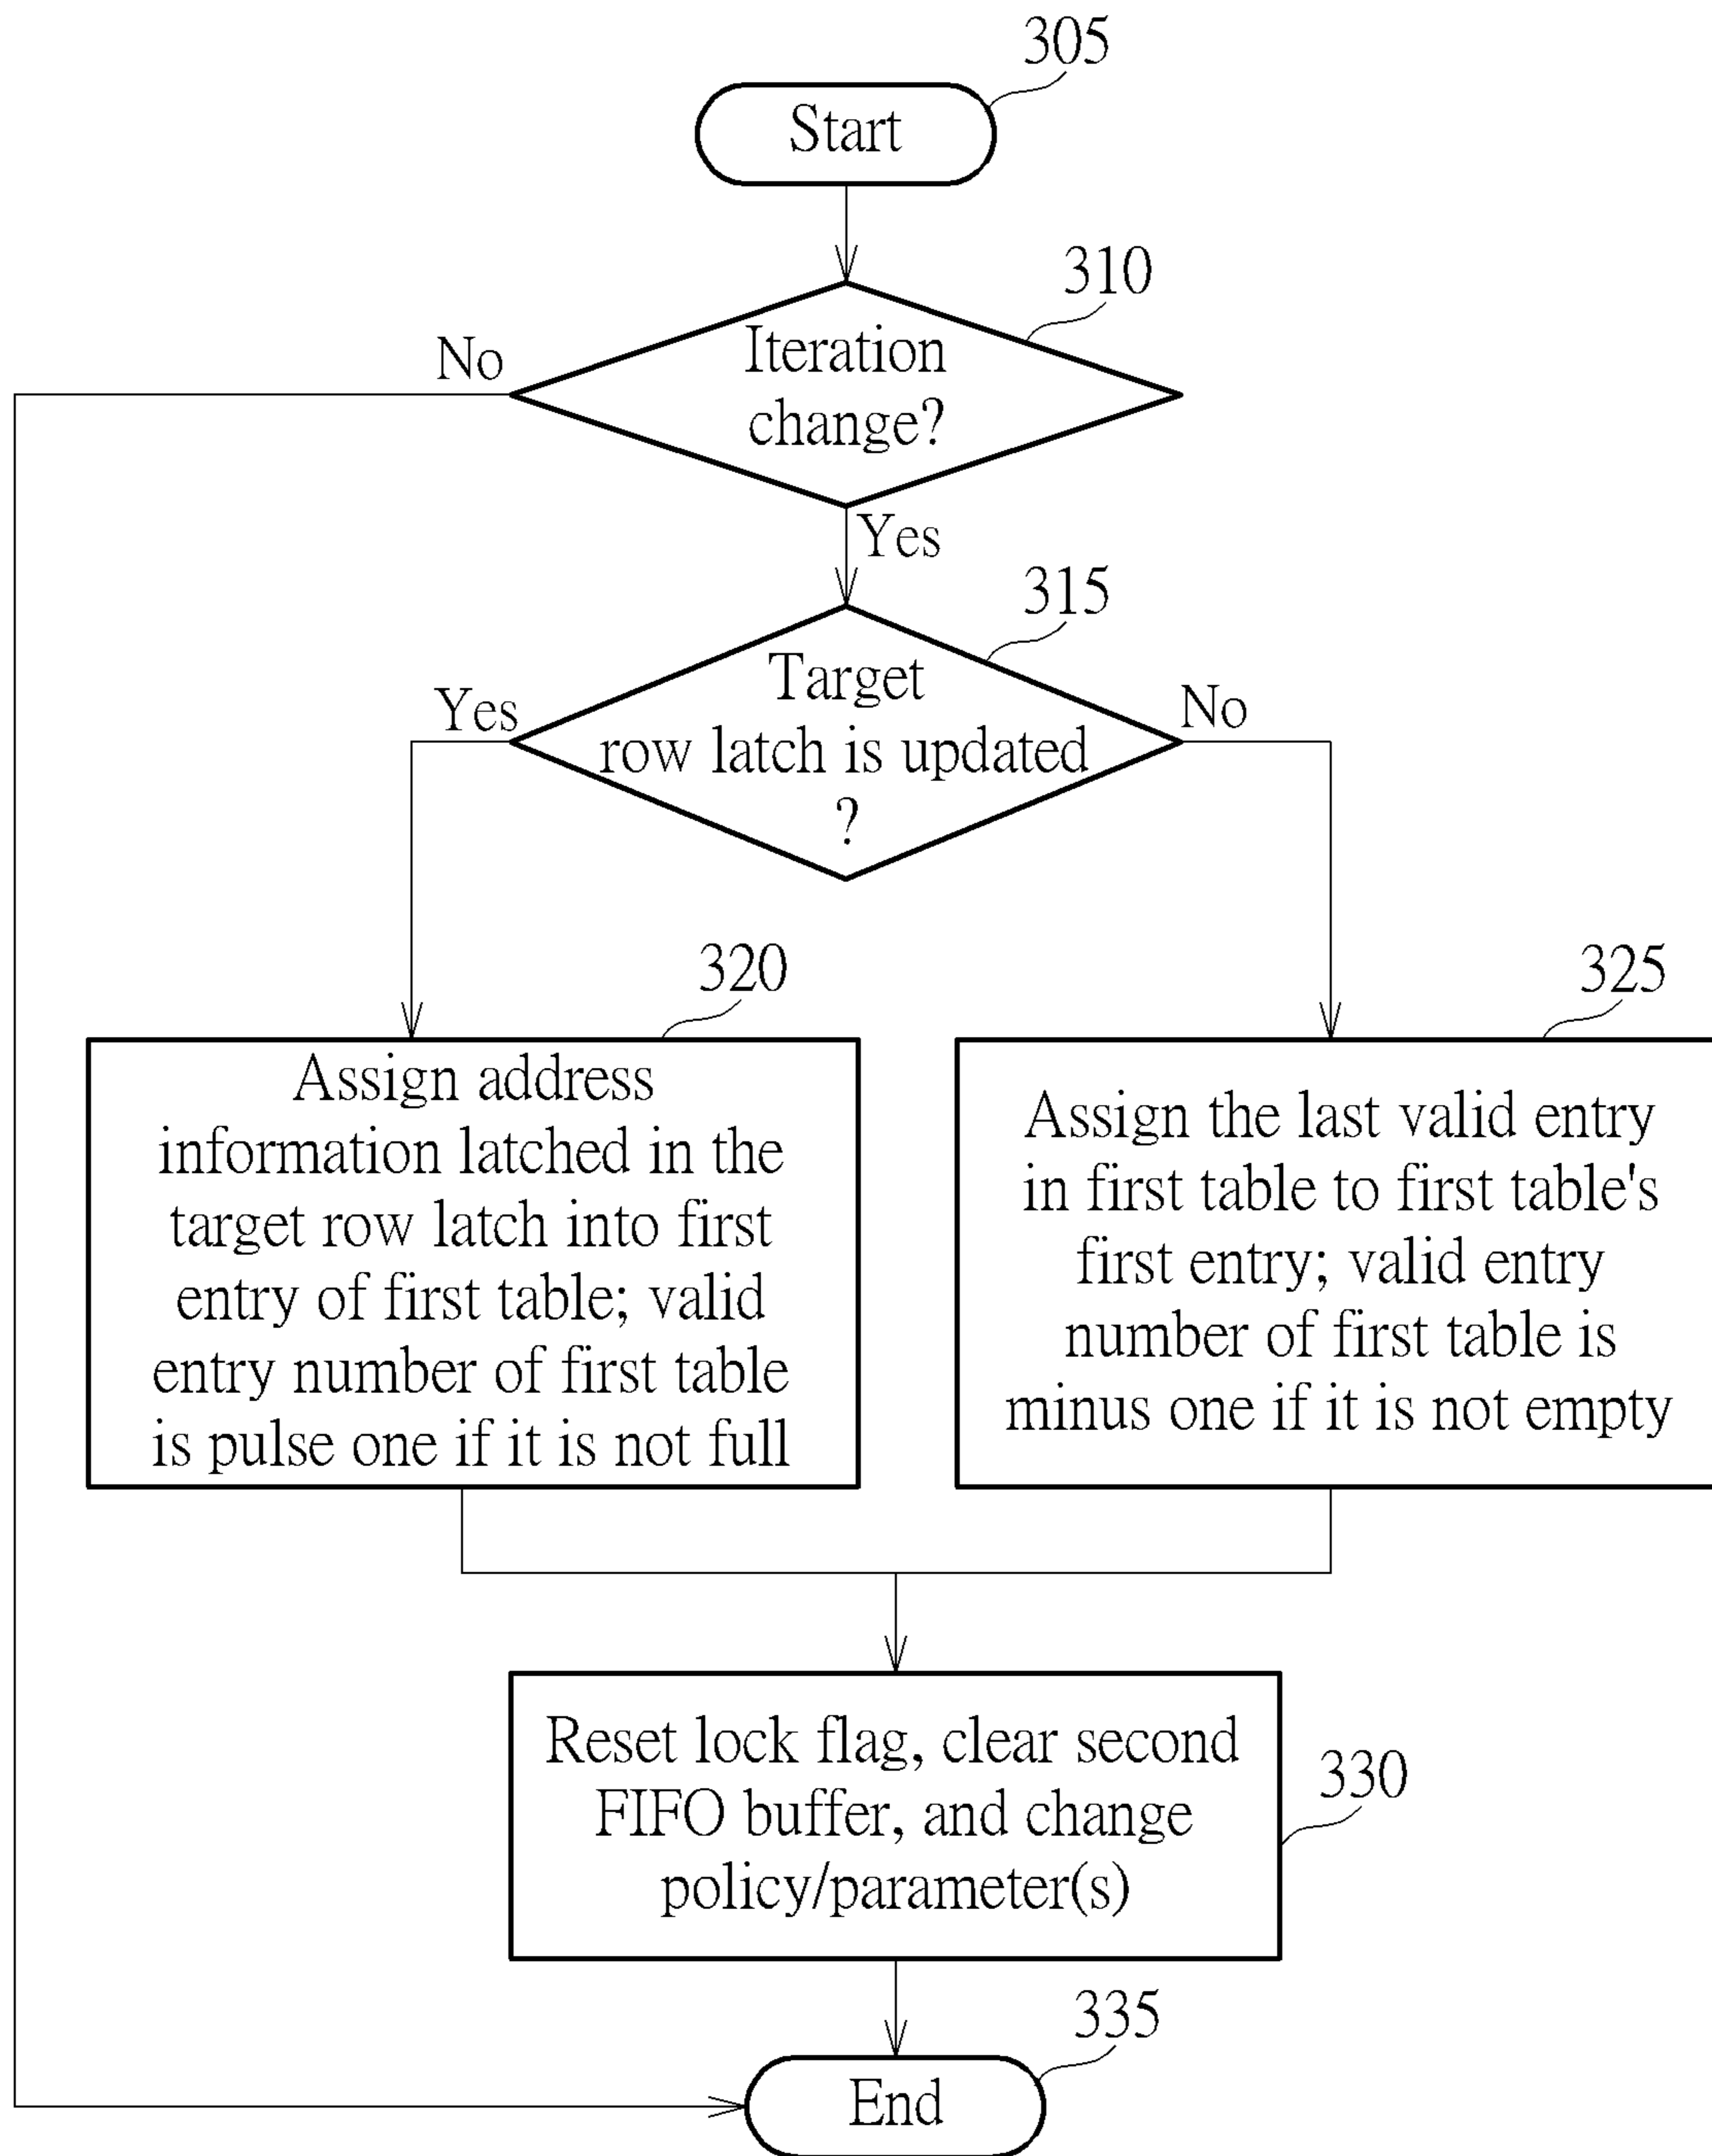 305
Start
310
No
Iteration
change?
Yes
315
Yes
Target
No
row latch is updated
?
320
325
Assign address
information latched in the
target row latch into first
entry of first table; valid
entry number of first table
is pulse one if it is not full
Assign the last valid entry
in first table to first table's
first entry; valid entry
number of first table is
minus one if it is not empty
Reset lock flag, clear second
FIFO buffer, and change
policy/parameter(s)
330
335
End